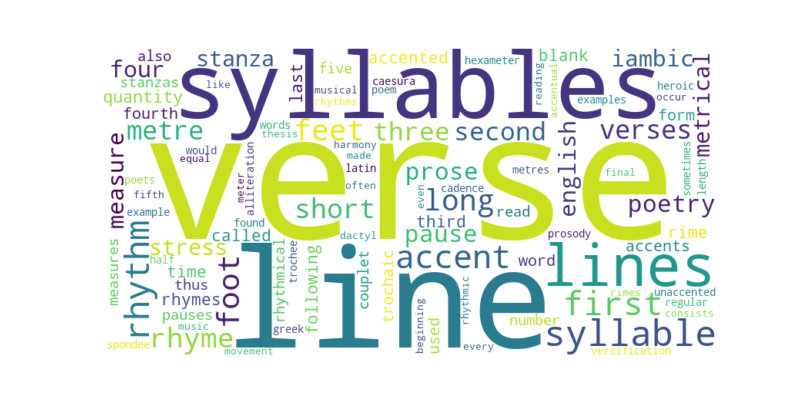 also
stanza
accented
hexameter
blank
iambic
four
syllables
last
five
caesura
reading
accentual
metrical
stanzas
like
musical
poem
heroic
quantity
rhythms
examples
occur
form
fourth
words
thesis
feet
three
second
english
verses
metre
measure
would
equal
meter
alliteration
verse
harmony
made
latin
prose
metres
final
sometimes
length
poets
fifth
often
even
cadence
long
poetry
example
found
short
third
read
rhythm
stress
called
dactyl
pause
prosody
rime
measures
half
time
foot
rhythmical
trochee
following
couplet
trochaic
accent
word
lines
accents
thus
rhymes
line
rhythmic
first
rimes
unaccented
regular
consists
pauses
music
greek
used
beginning
number
syllable
spondee
rhyme
movement
every
versification